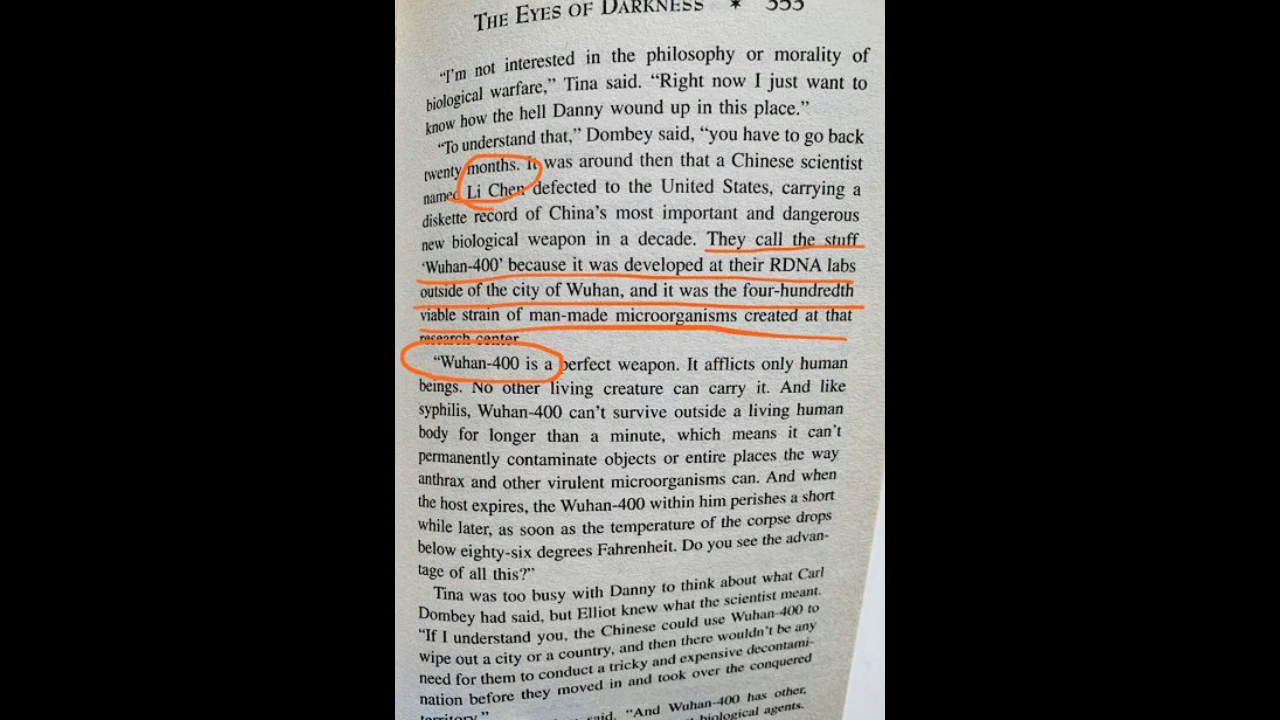 THE EYES OF DARKNESS * 353
“I’m not interested in the philosophy or morality of
biological warfare,” Tina said. “Right now I just want to
know how the hell Danny wound up in this place.”
“To understand that,” Dombey said, “you have to go back
twenty months. It was around then that a Chinese scientist
named Li Chen defected to the United States, carrying a
diskette record of China’s most important and dangerous
new biological weapon in a decade. They call the stuff
‘Wuhan-400’ because it was developed at their RDNA labs
outside of the city of Wuhan, and it was the four-hundredth
viable strain of man-made microorganisms created at that
research center.
“Wuhan-400 is a perfect weapon. It afflicts only human
beings. No other living creature can carry it. And like
syphilis, Wuhan-400 can’t survive outside a living human
body for longer than a minute, which means it can’t
permanently contaminate objects or entire places the way
anthrax and other virulent microorganisms can. And when
the host expires, the Wuhan-400 within him perishes a short
while later, as soon as the temperature of the corpse drops
below eighty-six degrees Fahrenheit. Do you see the advan-
tage of all this?”
Tina was too busy with Danny to think about what Carl
Dombey had said, but Elliot knew what the scientist meant.
“If I understand you, the Chinese could use Wuhan-400 to
wipe out a city or a country, and then there wouldn’t be any
need for them to conduct a tricky and expensive decontami-
nation before they moved in and took over the conquered
territory.”
said. “And Wuhan-400 has other,
biological agents.